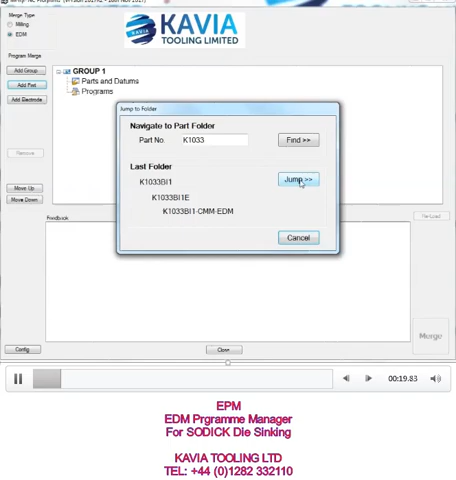 Merge Type
Milling
EDM
KAVIA
TOOLING LIMITED
Program Merge
Add Group
Add Part
Add Electrode
Remove
Move Up
Move Down
GROUP 1
Parts and Datums
Programs
Jump to Folder
Navigate to Part Folder
Part No.
K1033
Find >>
Last Folder
K1033BI1
Jump >>
K1033BI1E
K1033BI1-CMM-EDM
Cancel
Feedback
Re-Load
Merge
Config
Close
00:19.83
EPM
EDM Prgramme Manager
For SODICK Die Sinking
KAVIA TOOLING LTD
TEL: +44 (0)1282 332110